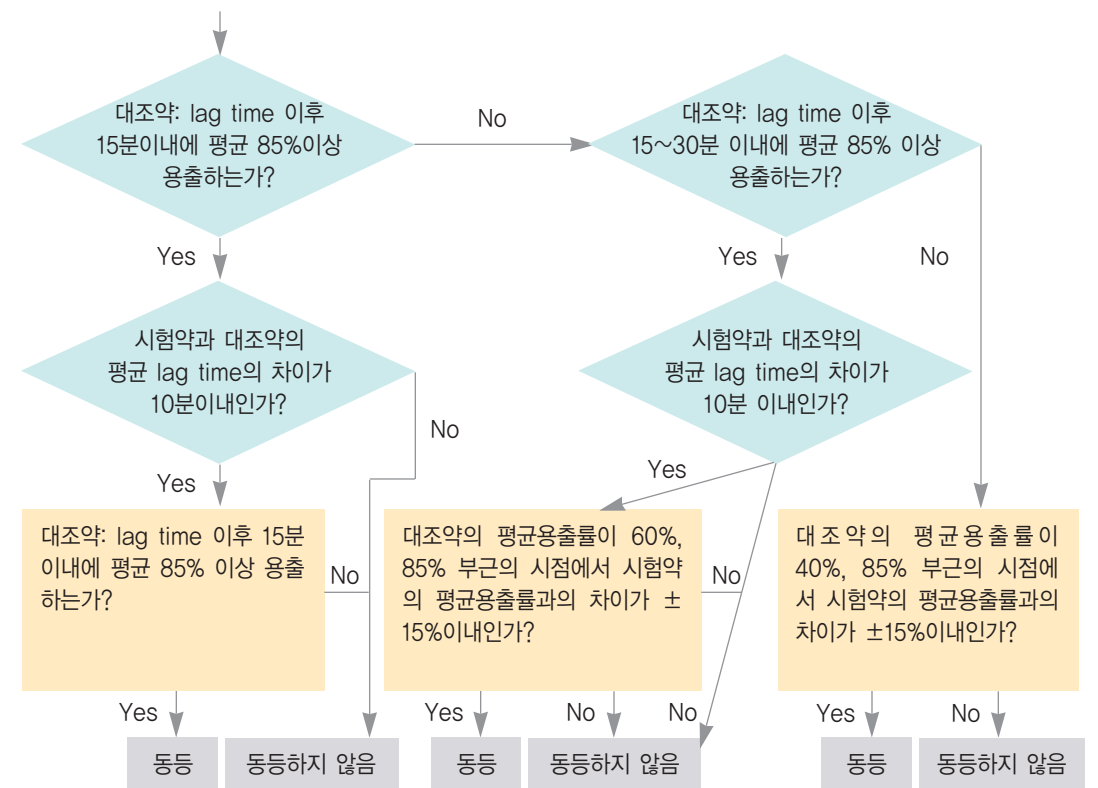 대조약: lag time 이후
15분이내에 평균 85%이상
용출하는가?
No
대조약: lag time 이후
15~30분 이내에 평균 85% 이상
용출하는가?
Yes
Yes
No
시험약과 대조약의
평균 lag time의 차이가
10분이내인가?
No
시험약과 대조약의
평균 lag time의 차이가
10분 이내인가?
Yes
Yes
대조약: lag time 이후 15분
이내에 평균 85% 이상 용출
하는가?
No
대조약의 평균용출률이 60%,
85% 부근의 시점에서 시험약
의 평균용출률과의 차이가 ±
15%이내인가?
No
대조약의 평균용출률이
40%, 85% 부근의 시점에
서 시험약의 평균용출률과의
차이가 ±15%이내인가?
Yes
Yes
No
No
Yes
No
동등
동등하지 않음
동등
동등하지 않음
동등
동등하지 않음